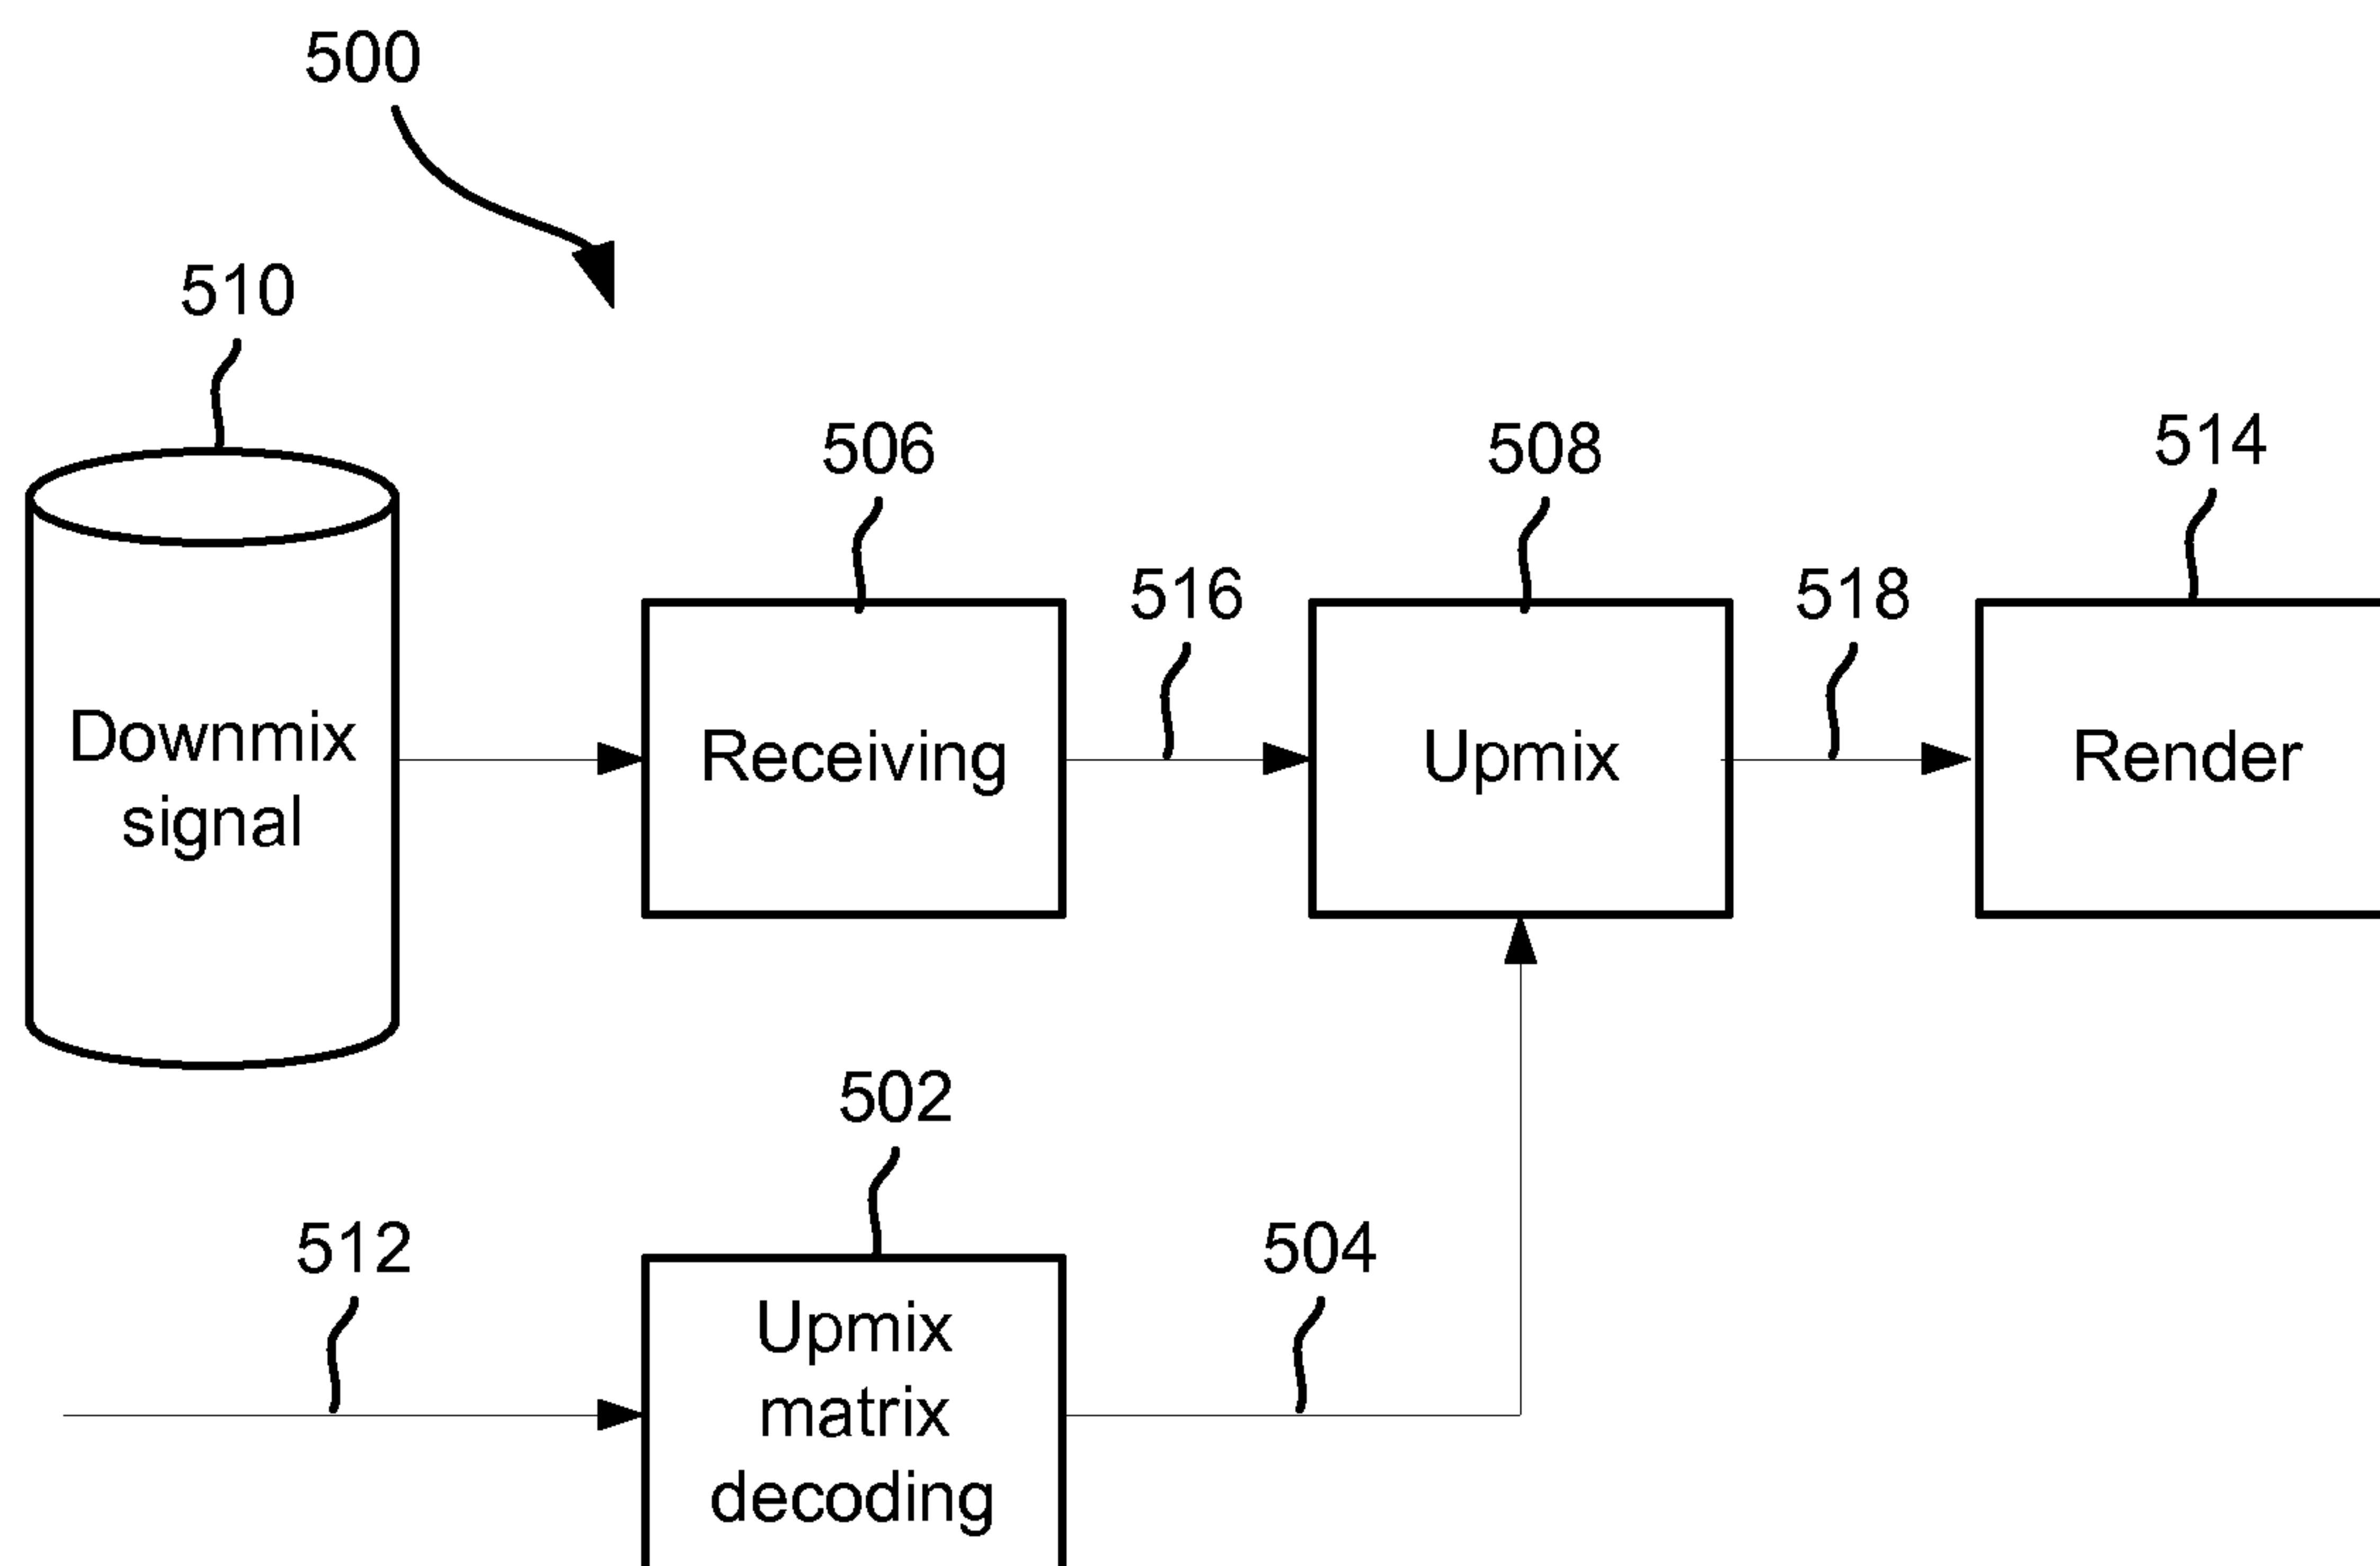 500
510
506
508
514
516
518
Downmix
signal
Receiving
Upmix
Render
502
512
504
Upmix
matrix
decoding